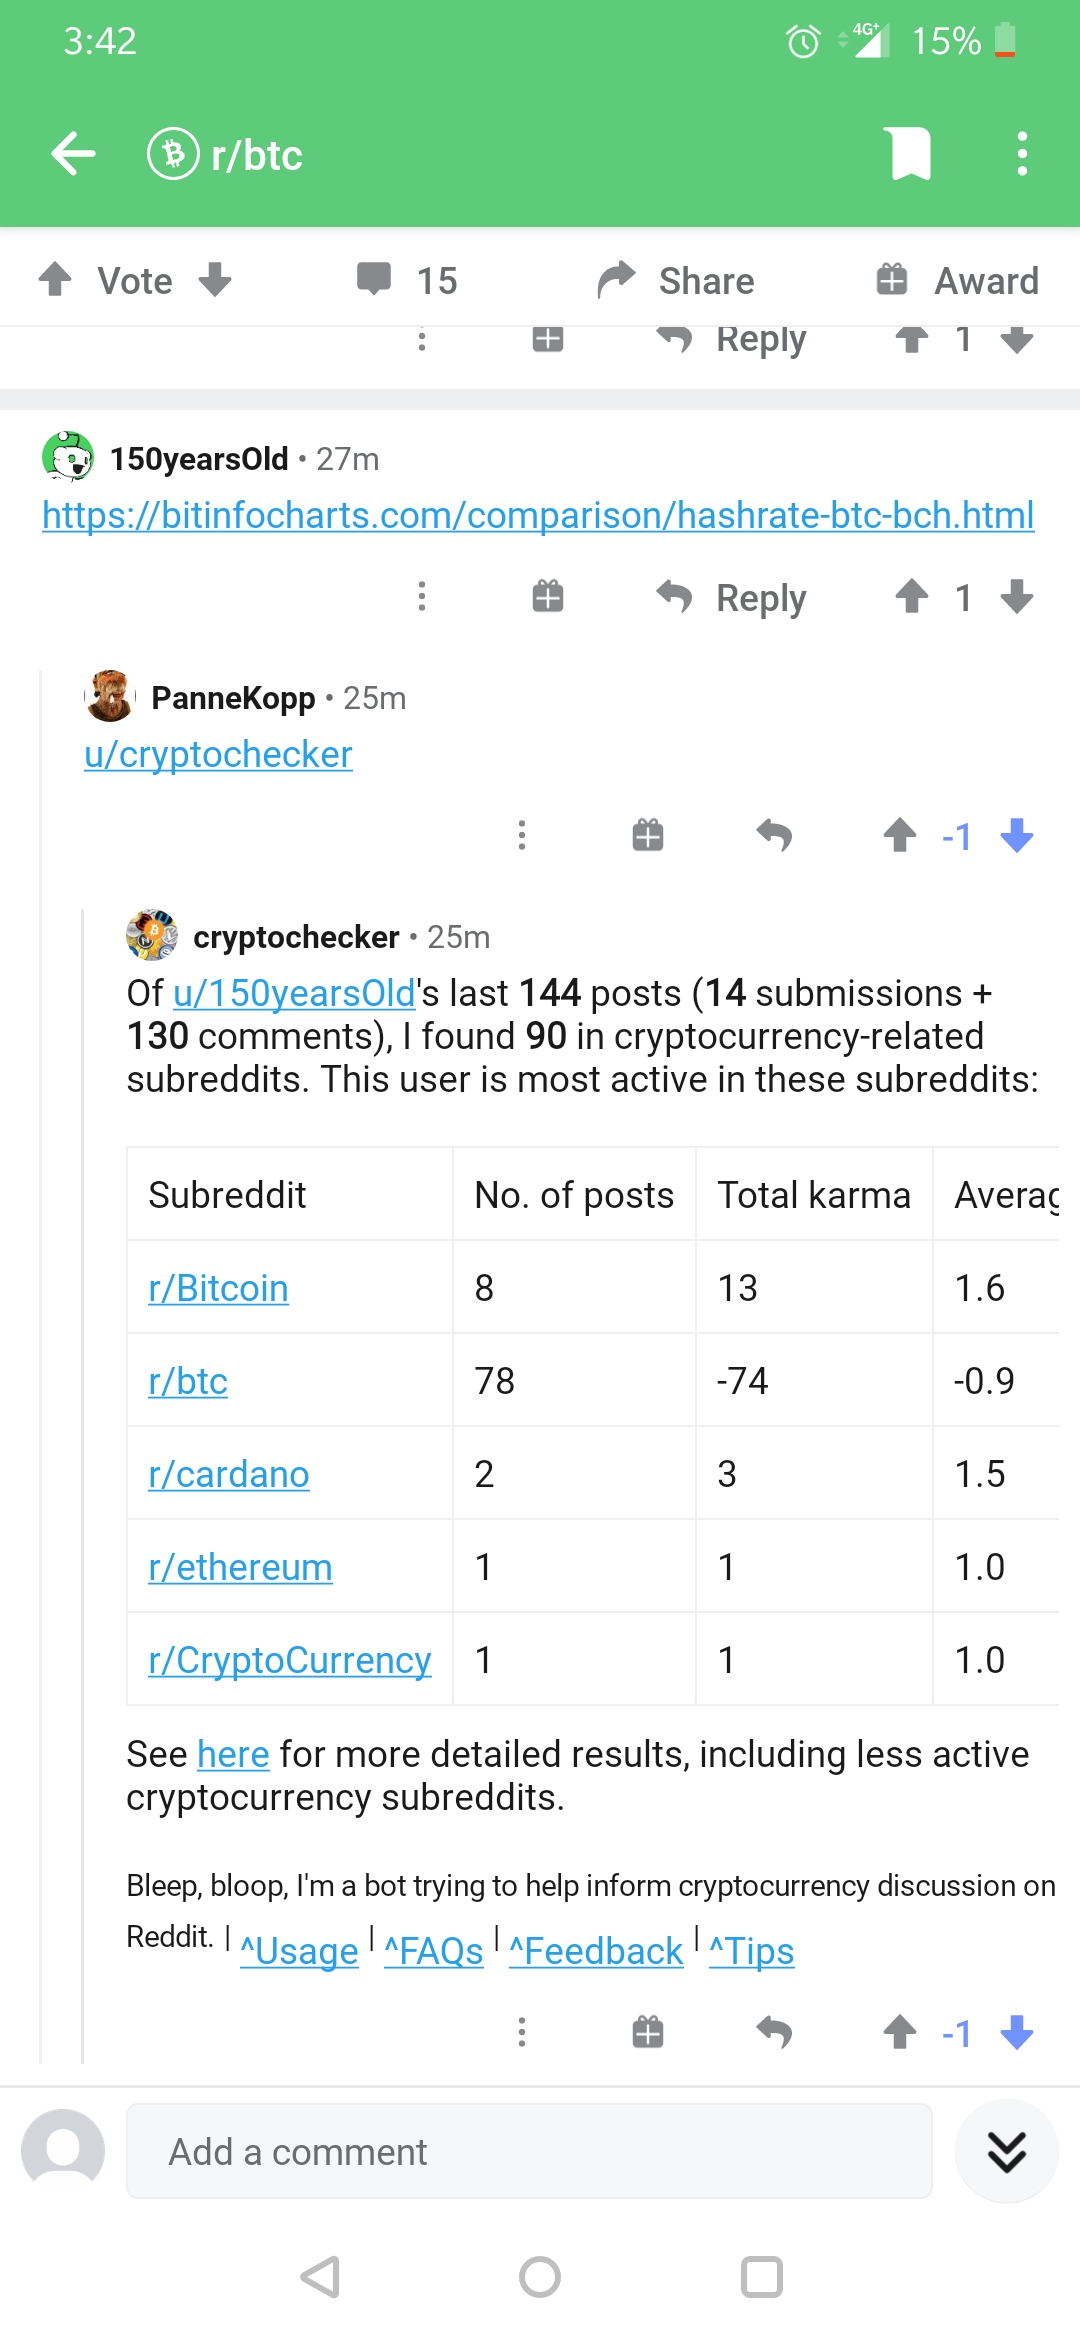 3:42
4G+ 15%
r/btc
Vote 15 Share Award
Reply 1
150yearsOld • 27m
https://bitinfocharts.com/comparison/hashrate-btc-bch.html
Reply 1
PanneKopp • 25m
u/cryptochecker
-1
cryptochecker • 25m
Of u/150yearsOld's last 144 posts (14 submissions +
130 comments), I found 90 in cryptocurrency-related
subreddits. This user is most active in these subreddits:
Subreddit No. of posts Total karma Averag
r/Bitcoin 8 13 1.6
r/btc 78 -74 -0.9
r/cardano 2 3 1.5
r/ethereum 1 1 1.0
r/CryptoCurrency 1 1 1.0
See here for more detailed results, including less active
cryptocurrency subreddits.
Bleep, bloop, I'm a bot trying to help inform cryptocurrency discussion on
Reddit. | ^Usage | ^FAQs | ^Feedback | ^Tips
-1
Add a comment